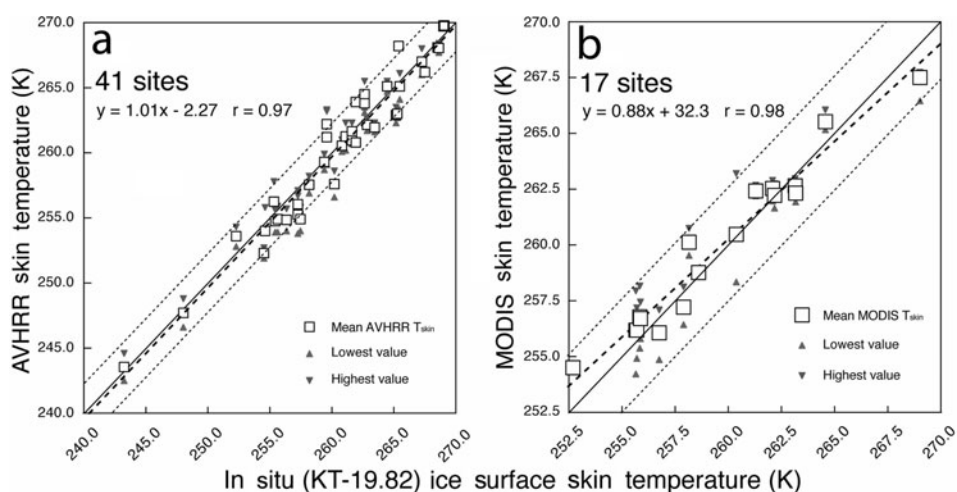 a
41 sites
y = 1.01x - 2.27 r = 0.97
AVHRR skin temperature (K)
270.0
265.0
260.0
255.0
250.0
245.0
240.0
Mean AVHRR Tskin
Lowest value
Highest value
240.0 245.0 250.0 255.0 260.0 265.0 270.0
b
17 sites
y = 0.88x + 32.3 r = 0.98
MODIS skin temperature (K)
270.0
267.5
265.0
262.5
260.0
257.5
255.0
252.5
Mean MODIS Tskin
Lowest value
Highest value
252.5 255.0 257.5 260.0 262.5 265.0 267.5 270.0
In situ (KT-19.82) ice surface skin temperature (K)